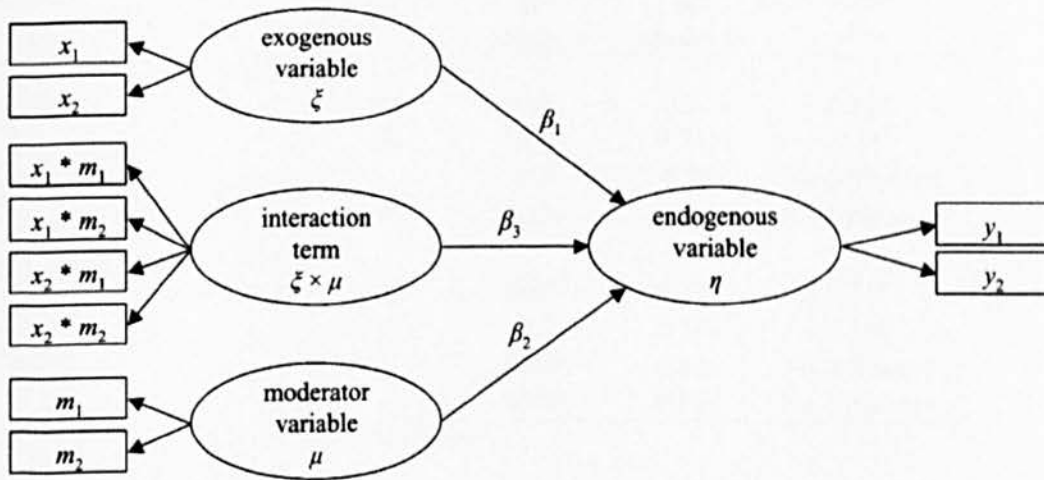 x₁
x₂
exogenous
variable
ξ
β₁
x₁ * m₁
x₁ * m₂
x₂ * m₁
x₂ * m₂
interaction
term
ξ × μ
β₃
endogenous
variable
η
y₁
y₂
β₂
m₁
m₂
moderator
variable
μ